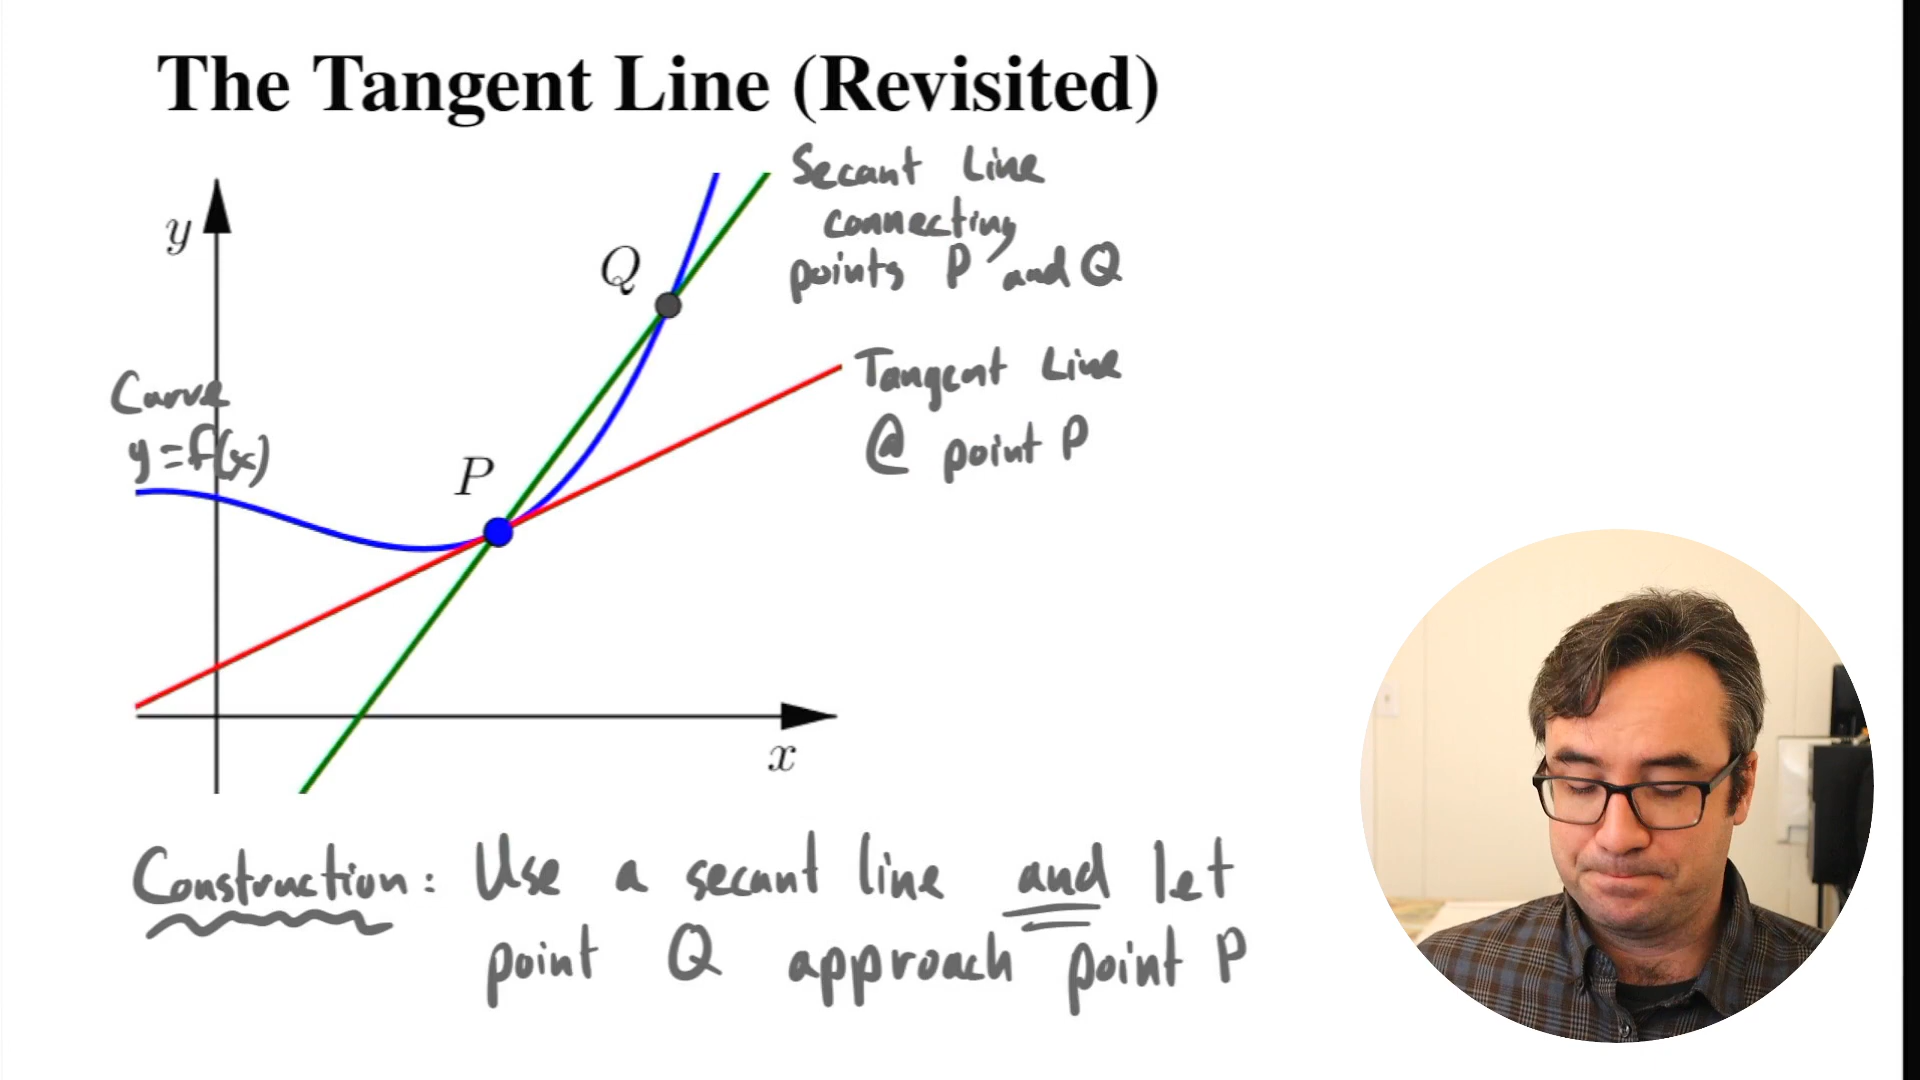 The Tangent Line (Revisited)
Secant Line
connecting
points P and Q
y
Q
Tangent Line
@ point P
Curve
y = f(x)
P
x
Construction: Use a secant line and let
point Q approach point P